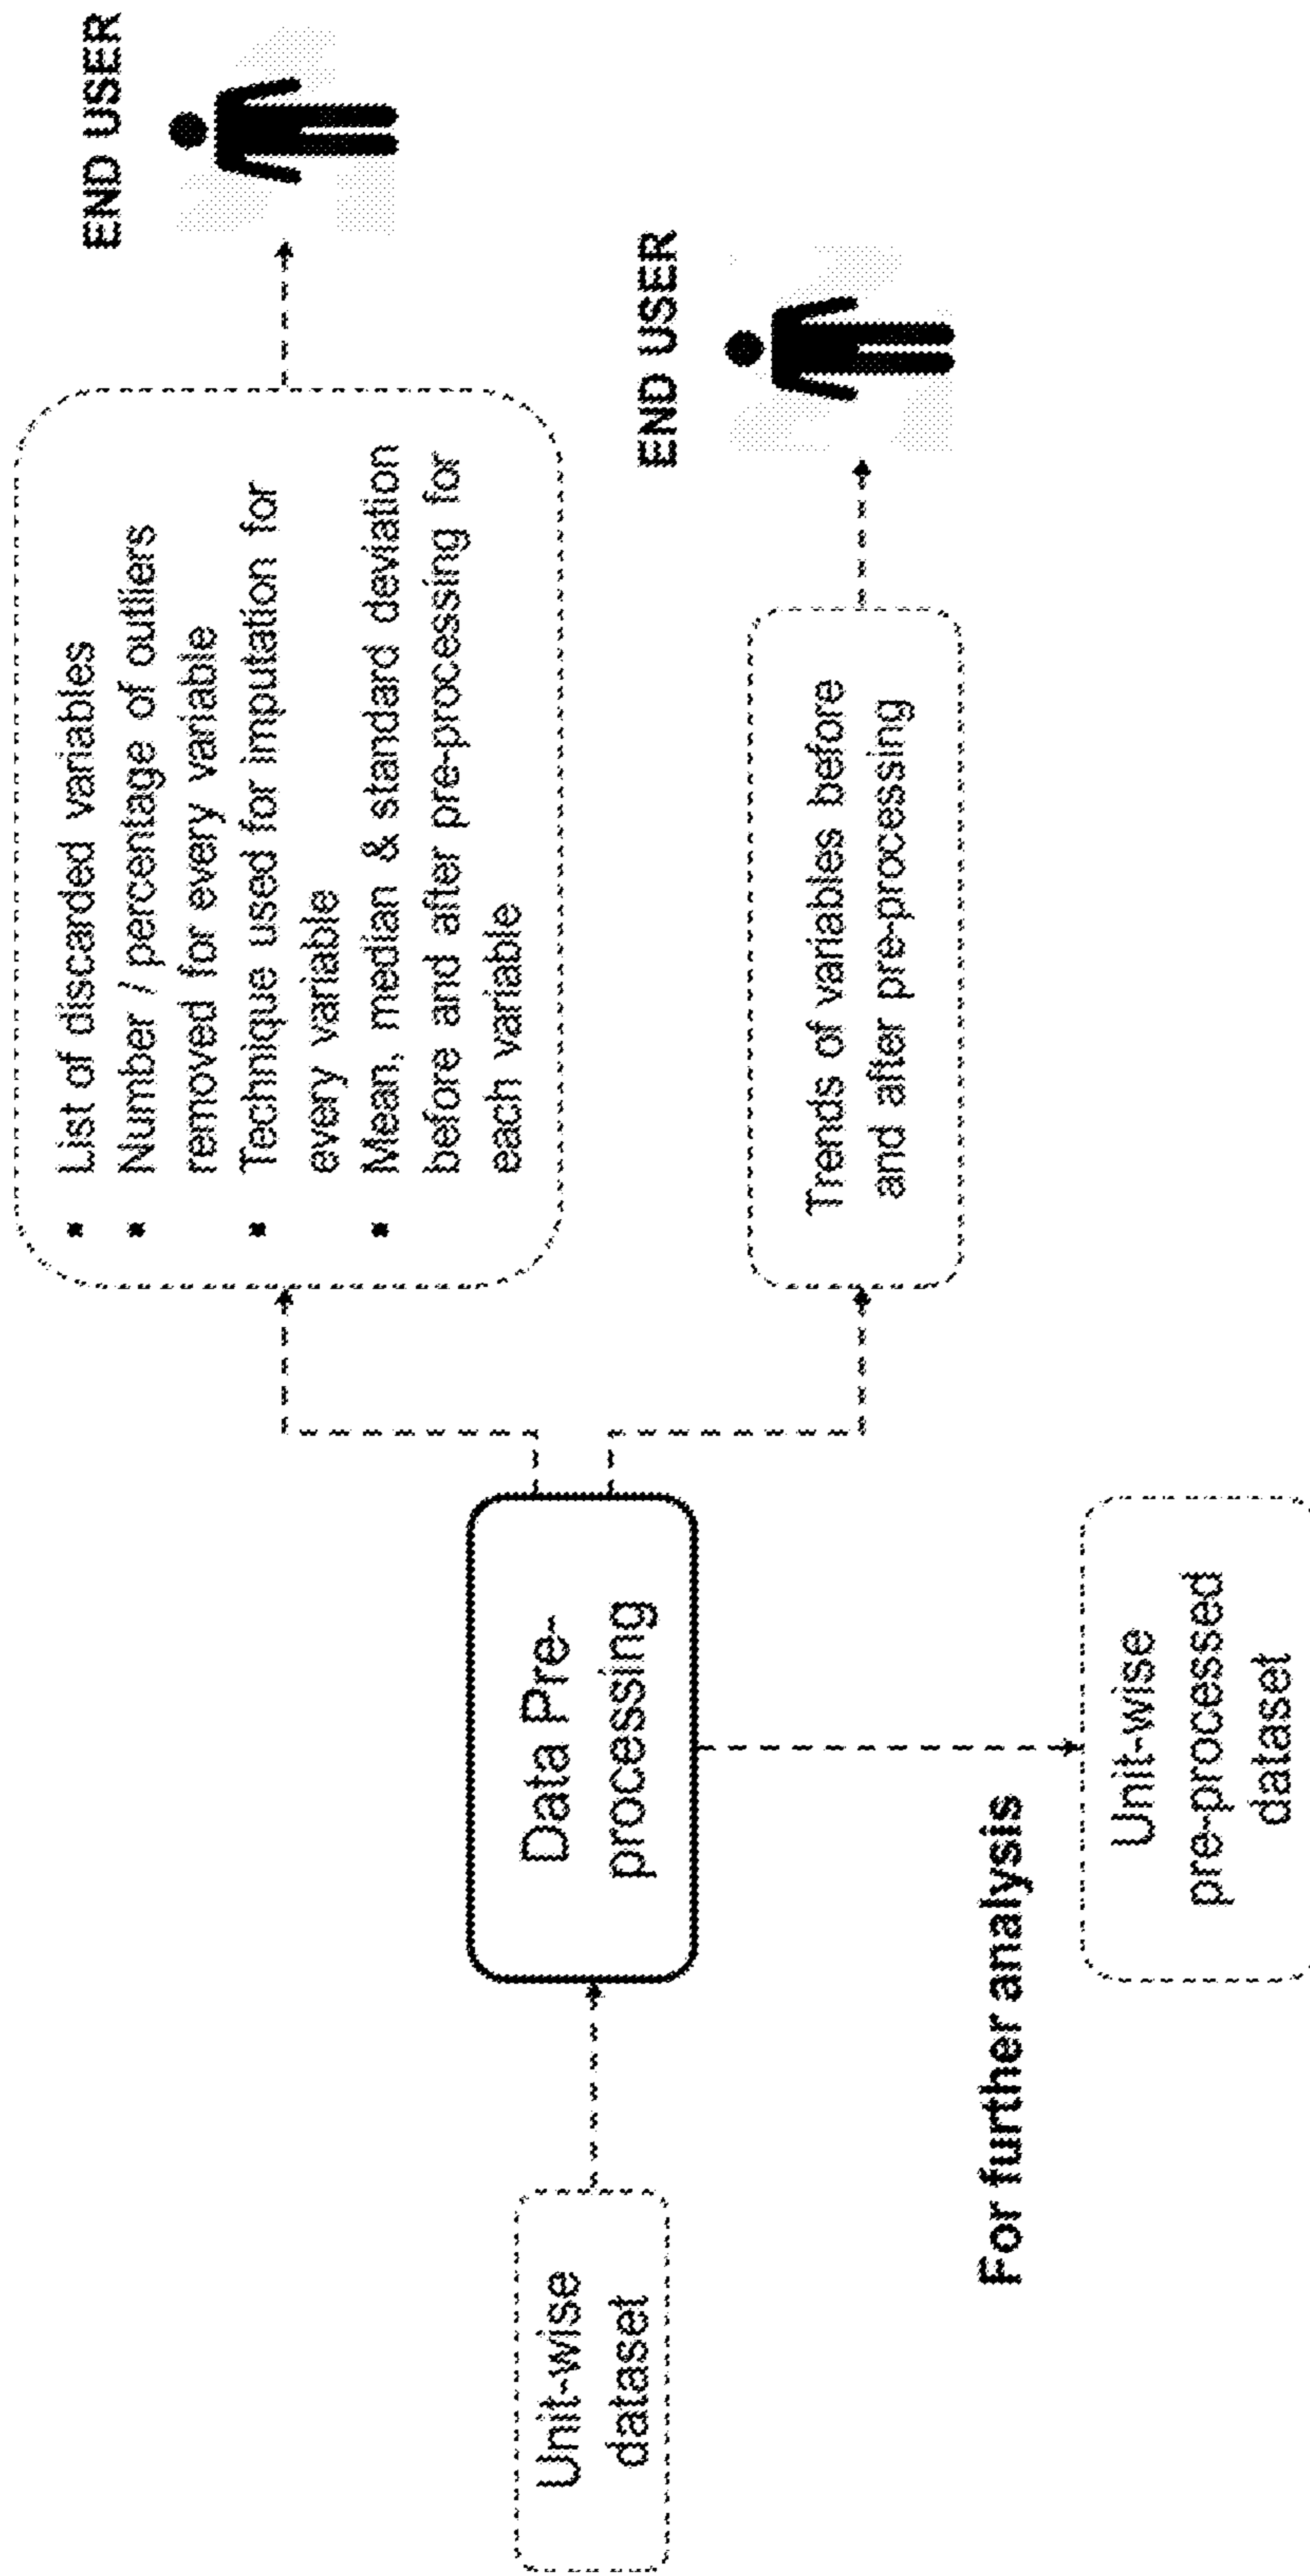 Unit-wise
dataset
Data Pre-
processing
For further analysis
Unit-wise
pre-processed
dataset
▪ List of discarded variables
▪ Number / percentage of outliers
removed for every variable
▪ Technique used for imputation for
every variable
▪ Mean, median & standard deviation
before and after pre-processing for
each variable
END USER
Trends of variables before
and after pre-processing
END USER